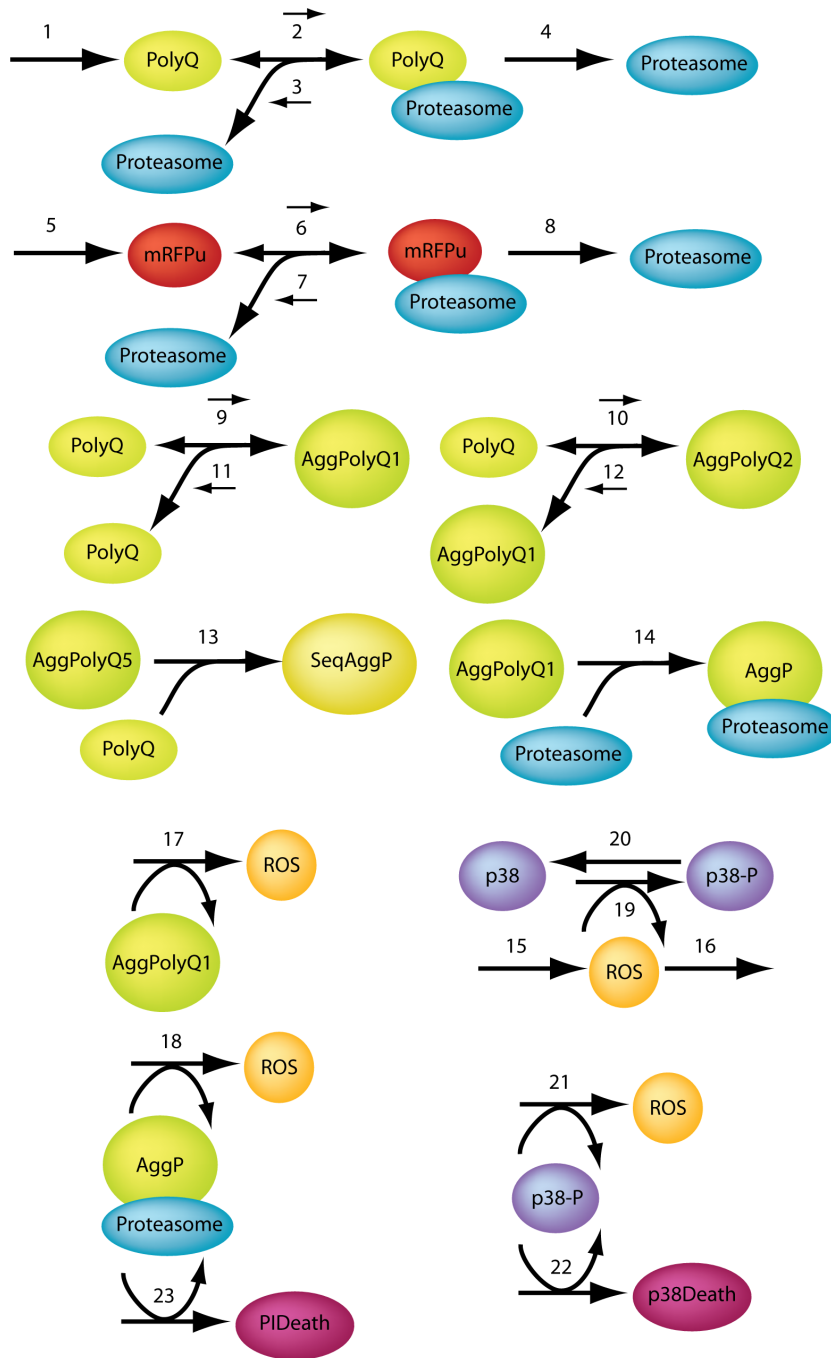 1
PolyQ
2
PolyQ
Proteasome
4
Proteasome
3
Proteasome
5
mRFPu
6
mRFPu
Proteasome
8
Proteasome
7
Proteasome
PolyQ
9
AggPolyQ1
11
PolyQ
PolyQ
10
AggPolyQ2
12
AggPolyQ1
AggPolyQ5
13
SeqAggP
PolyQ
AggPolyQ1
14
AggP
Proteasome
Proteasome
17
ROS
AggPolyQ1
p38
20
p38-P
19
15
ROS
16
18
ROS
AggP
Proteasome
23
PIDeath
21
ROS
p38-P
22
p38Death